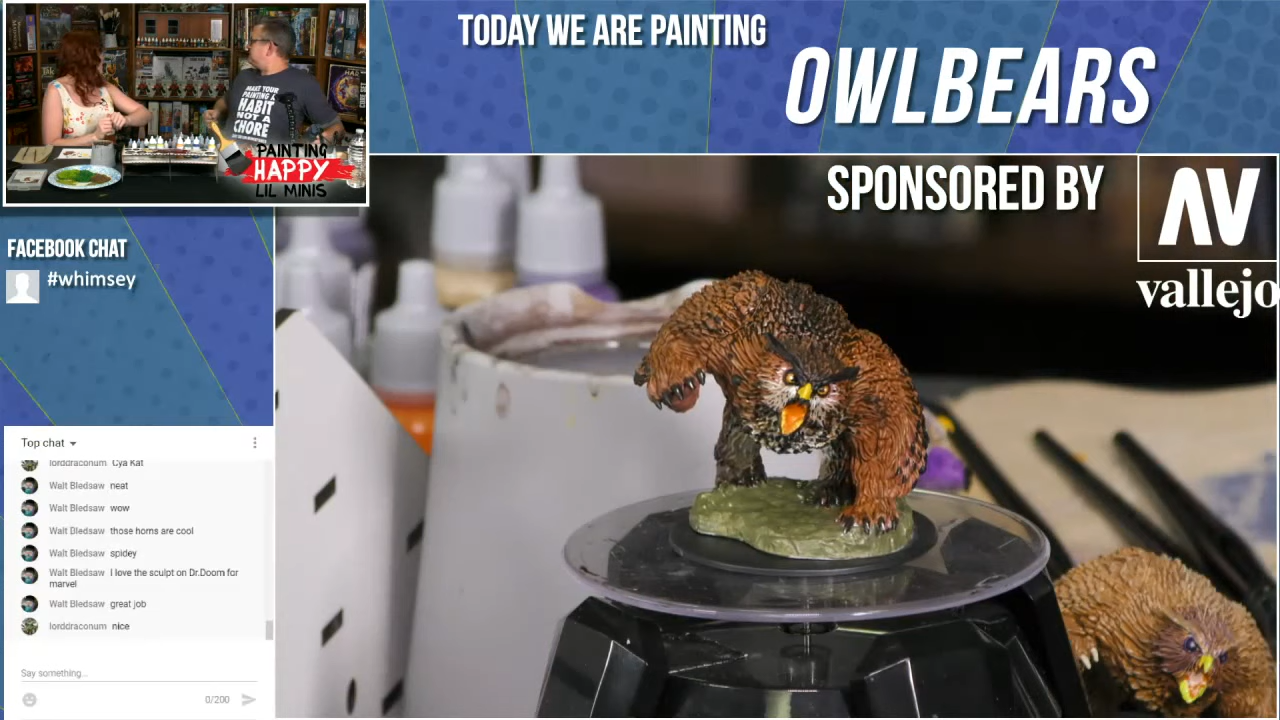 TODAY WE ARE PAINTING
OWLBEARS
SPONSORED BY
AV
vallejo
MAKE YOUR
PAINTING A
HABIT
NOT A
CHORE
PAINTING
HAPPY
LIL MINIS
FACEBOOK CHAT
#whimsey
Top chat
lorddraconum Cya Kat
Walt Bledsaw neat
Walt Bledsaw wow
Walt Bledsaw those horns are cool
Walt Bledsaw spidey
Walt Bledsaw I love the sculpt on Dr.Doom for
marvel
Walt Bledsaw great job
lorddraconum nice
Say something...
0/200